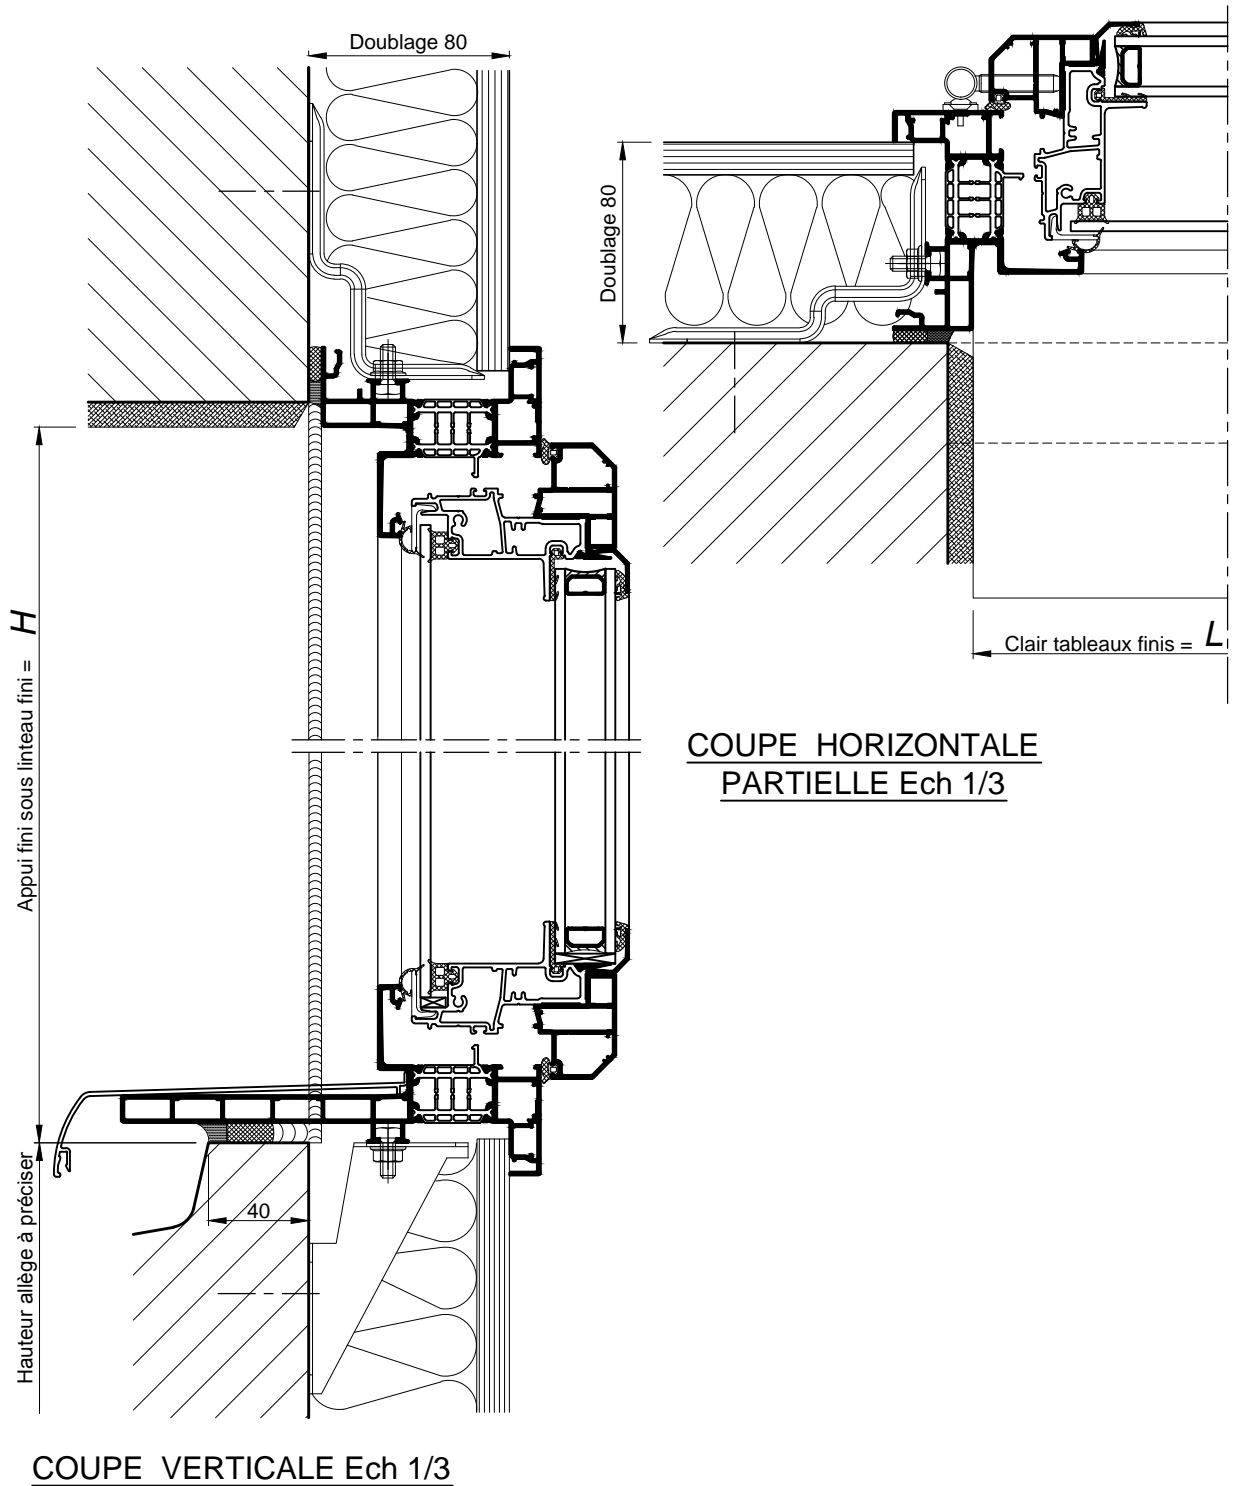 Doublage 80
Doublage 80
Appui fini sous linteau fini = H
Clair tableaux finis = L
COUPE HORIZONTALE
PARTIELLE Ech 1/3
Hauteur allège à préciser
40
COUPE VERTICALE Ech 1/3